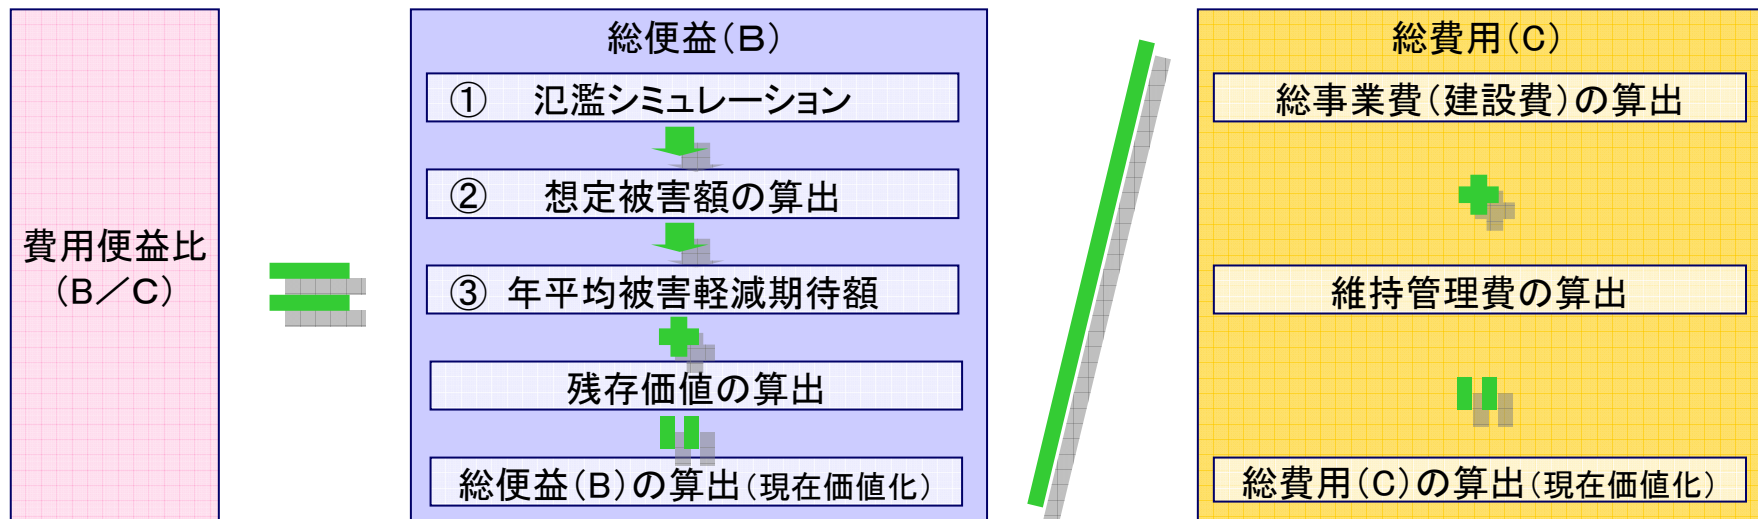 費用便益比
(B／C)
総便益(B)
① 氾濫シミュレーション
② 想定被害額の算出
③ 年平均被害軽減期待額
残存価値の算出
総便益(B)の算出(現在価値化)
総費用(C)
総事業費(建設費)の算出
維持管理費の算出
総費用(C)の算出(現在価値化)